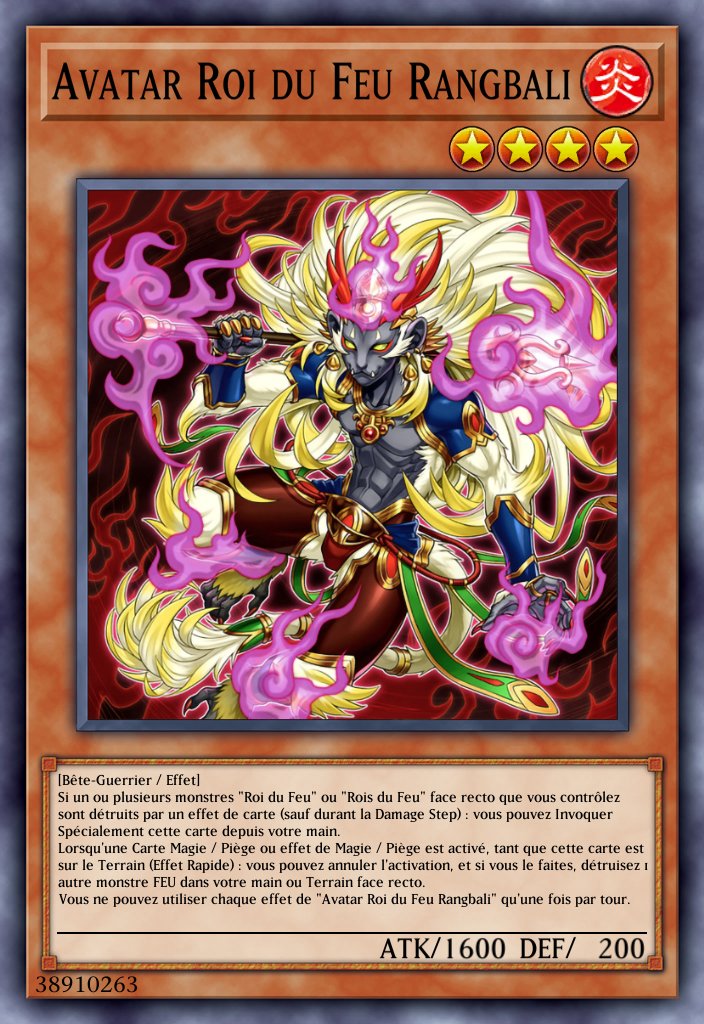 Avatar Roi du Feu Rangbali
炎
[Bête-Guerrier / Effet]
Si un ou plusieurs monstres "Roi du Feu" ou "Rois du Feu" face recto que vous contrôlez
sont détruits par un effet de carte (sauf durant la Damage Step) : vous pouvez Invoquer
Spécialement cette carte depuis votre main.
Lorsqu'une Carte Magie / Piège ou effet de Magie / Piège est activé, tant que cette carte est
sur le Terrain (Effet Rapide) : vous pouvez annuler l'activation, et si vous le faites, détruisez
autre monstre FEU dans votre main ou Terrain face recto.
Vous ne pouvez utiliser chaque effet de "Avatar Roi du Feu Rangbali" qu'une fois par tour.
ATK/1600 DEF/ 200
38910263